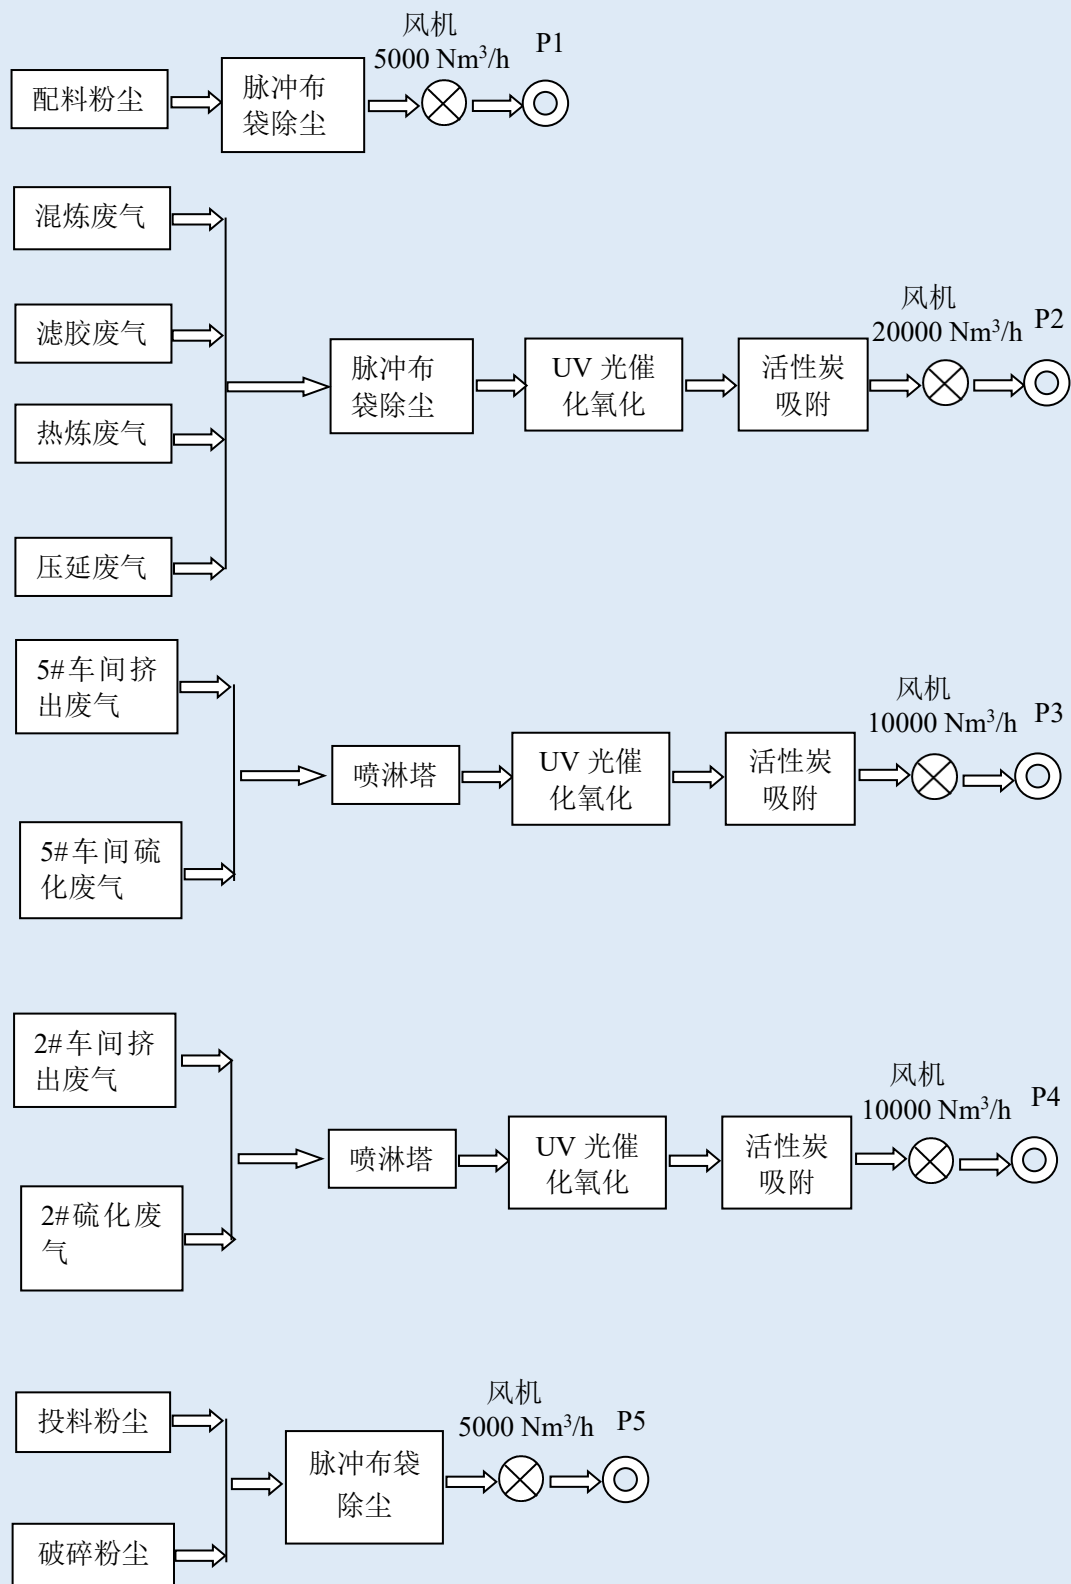 风机
5000 Nm³/h
P1
配料粉尘
脉冲布
袋除尘
混炼废气
滤胶废气
热炼废气
压延废气
脉冲布
袋除尘
UV 光催
化氧化
活性炭
吸附
风机
20000 Nm³/h
P2
5#车间挤
出废气
5#车间硫
化废气
喷淋塔
UV 光催
化氧化
活性炭
吸附
风机
10000 Nm³/h
P3
2#车间挤
出废气
2#硫化废
气
喷淋塔
UV 光催
化氧化
活性炭
吸附
风机
10000 Nm³/h
P4
投料粉尘
破碎粉尘
脉冲布袋
除尘
风机
5000 Nm³/h
P5